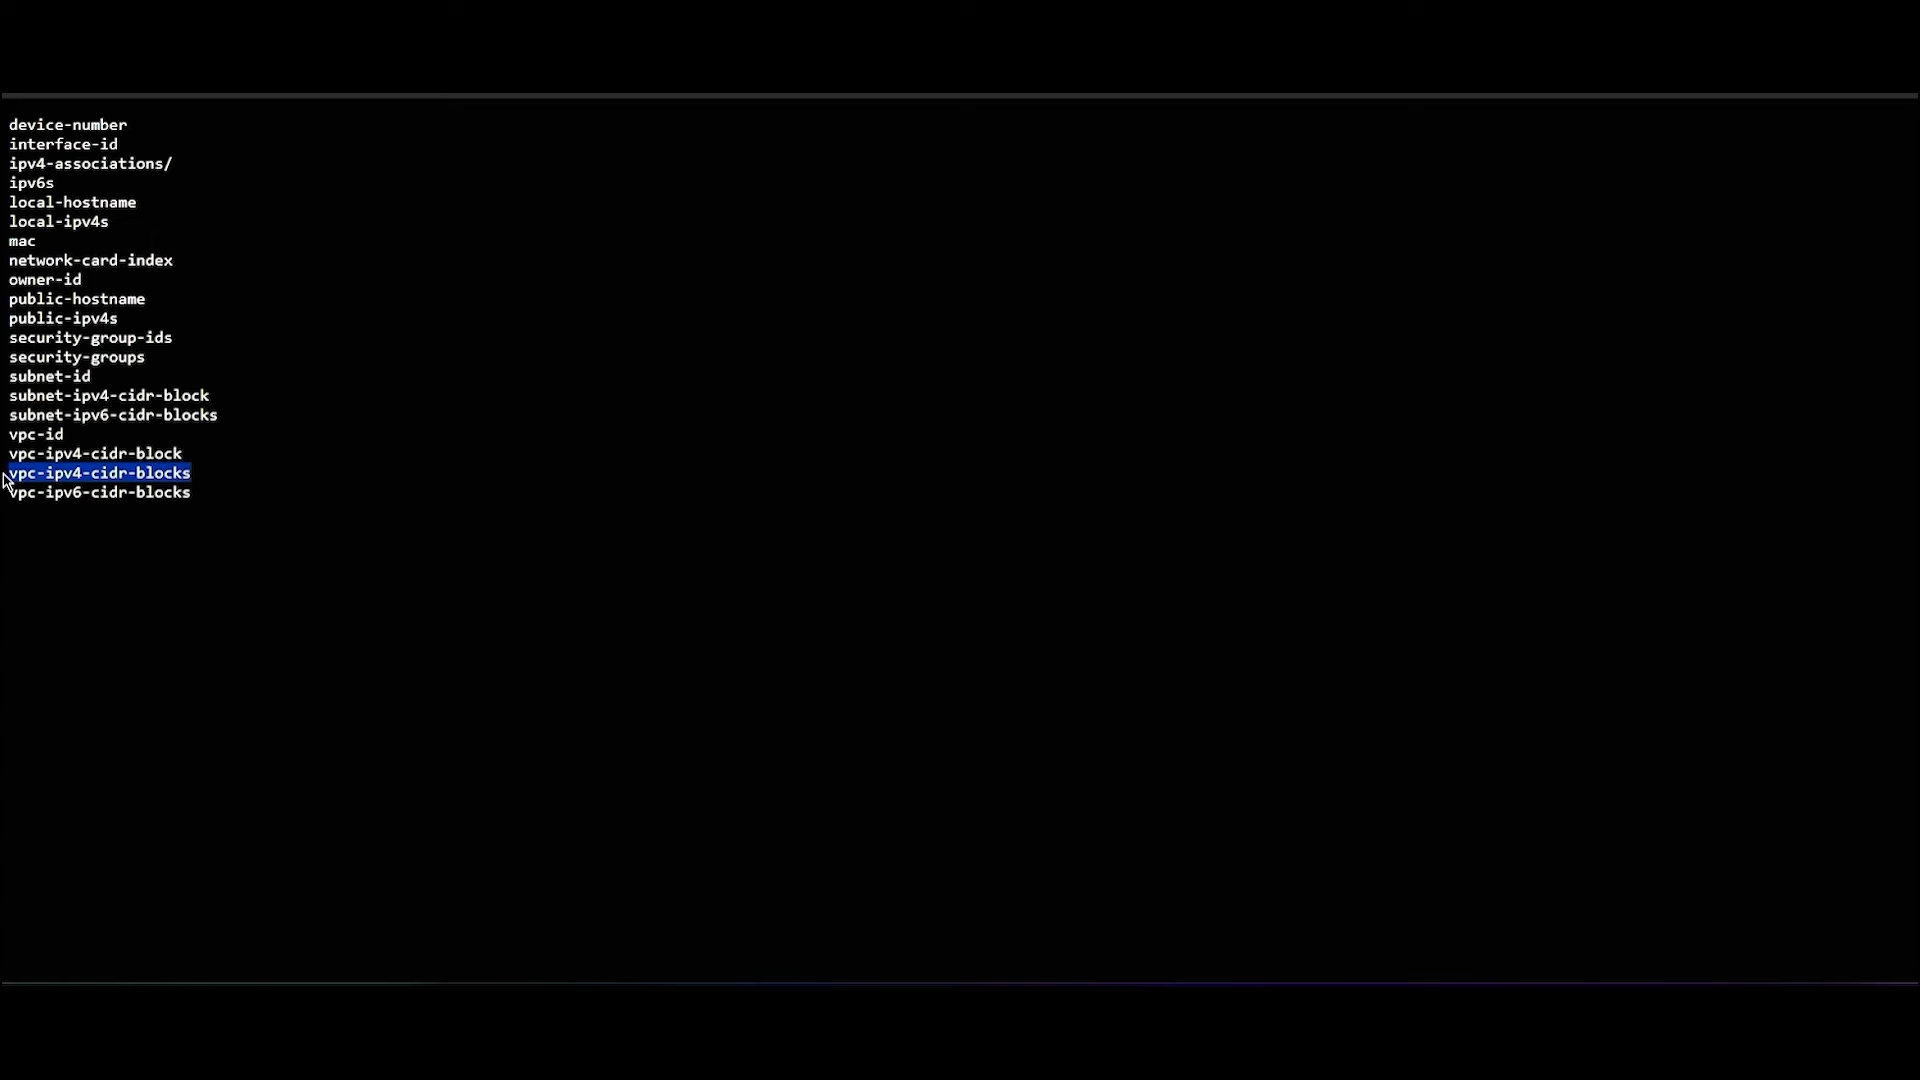 device-number
interface-id
ipv4-associations/
ipv6s
local-hostname
local-ipv4s
mac
network-card-index
owner-id
public-hostname
public-ipv4s
security-group-ids
security-groups
subnet-id
subnet-ipv4-cidr-block
subnet-ipv6-cidr-blocks
vpc-id
vpc-ipv4-cidr-block
vpc-ipv4-cidr-blocks
vpc-ipv6-cidr-blocks